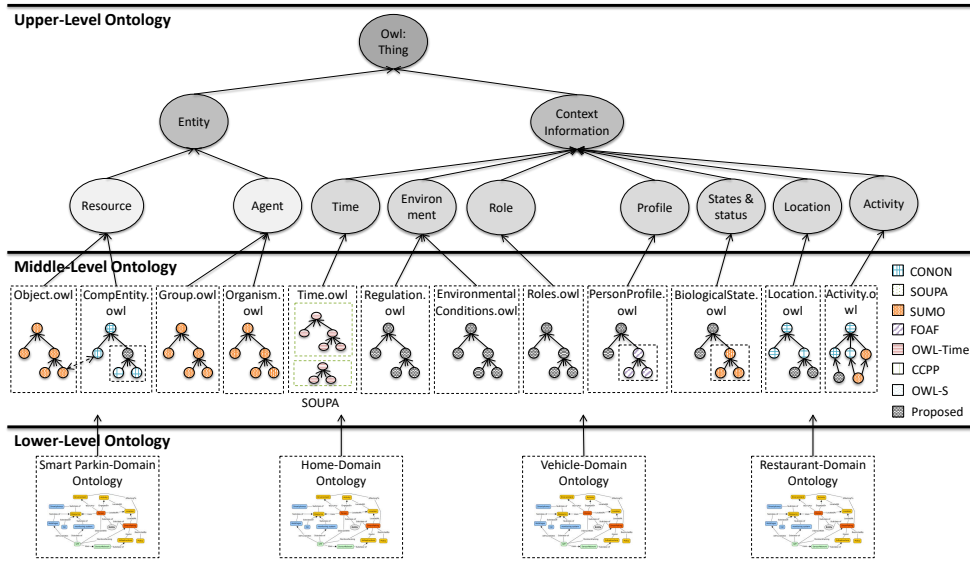 Upper-Level Ontology
Owl:
Thing
Entity
Context
Information
Resource
Agent
Time
Environ
ment
Role
Profile
States &
status
Location
Activity
Middle-Level Ontology
Object.owl
CompEntity.
owl
Group.owl
Organism.owl
Time.owl
Regulation.
owl
Environmental
Conditions.owl
Roles.owl
PersonProfile.
owl
BiologicalState.
owl
Location.
owl
Activity.o
wl
SOUPA
CONON
SOUPA
SUMO
FOAF
OWL-Time
CCPP
OWL-S
Proposed
Lower-Level Ontology
Smart Parkin-Domain
Ontology
Home-Domain
Ontology
Vehicle-Domain
Ontology
Restaurant-Domain
Ontology